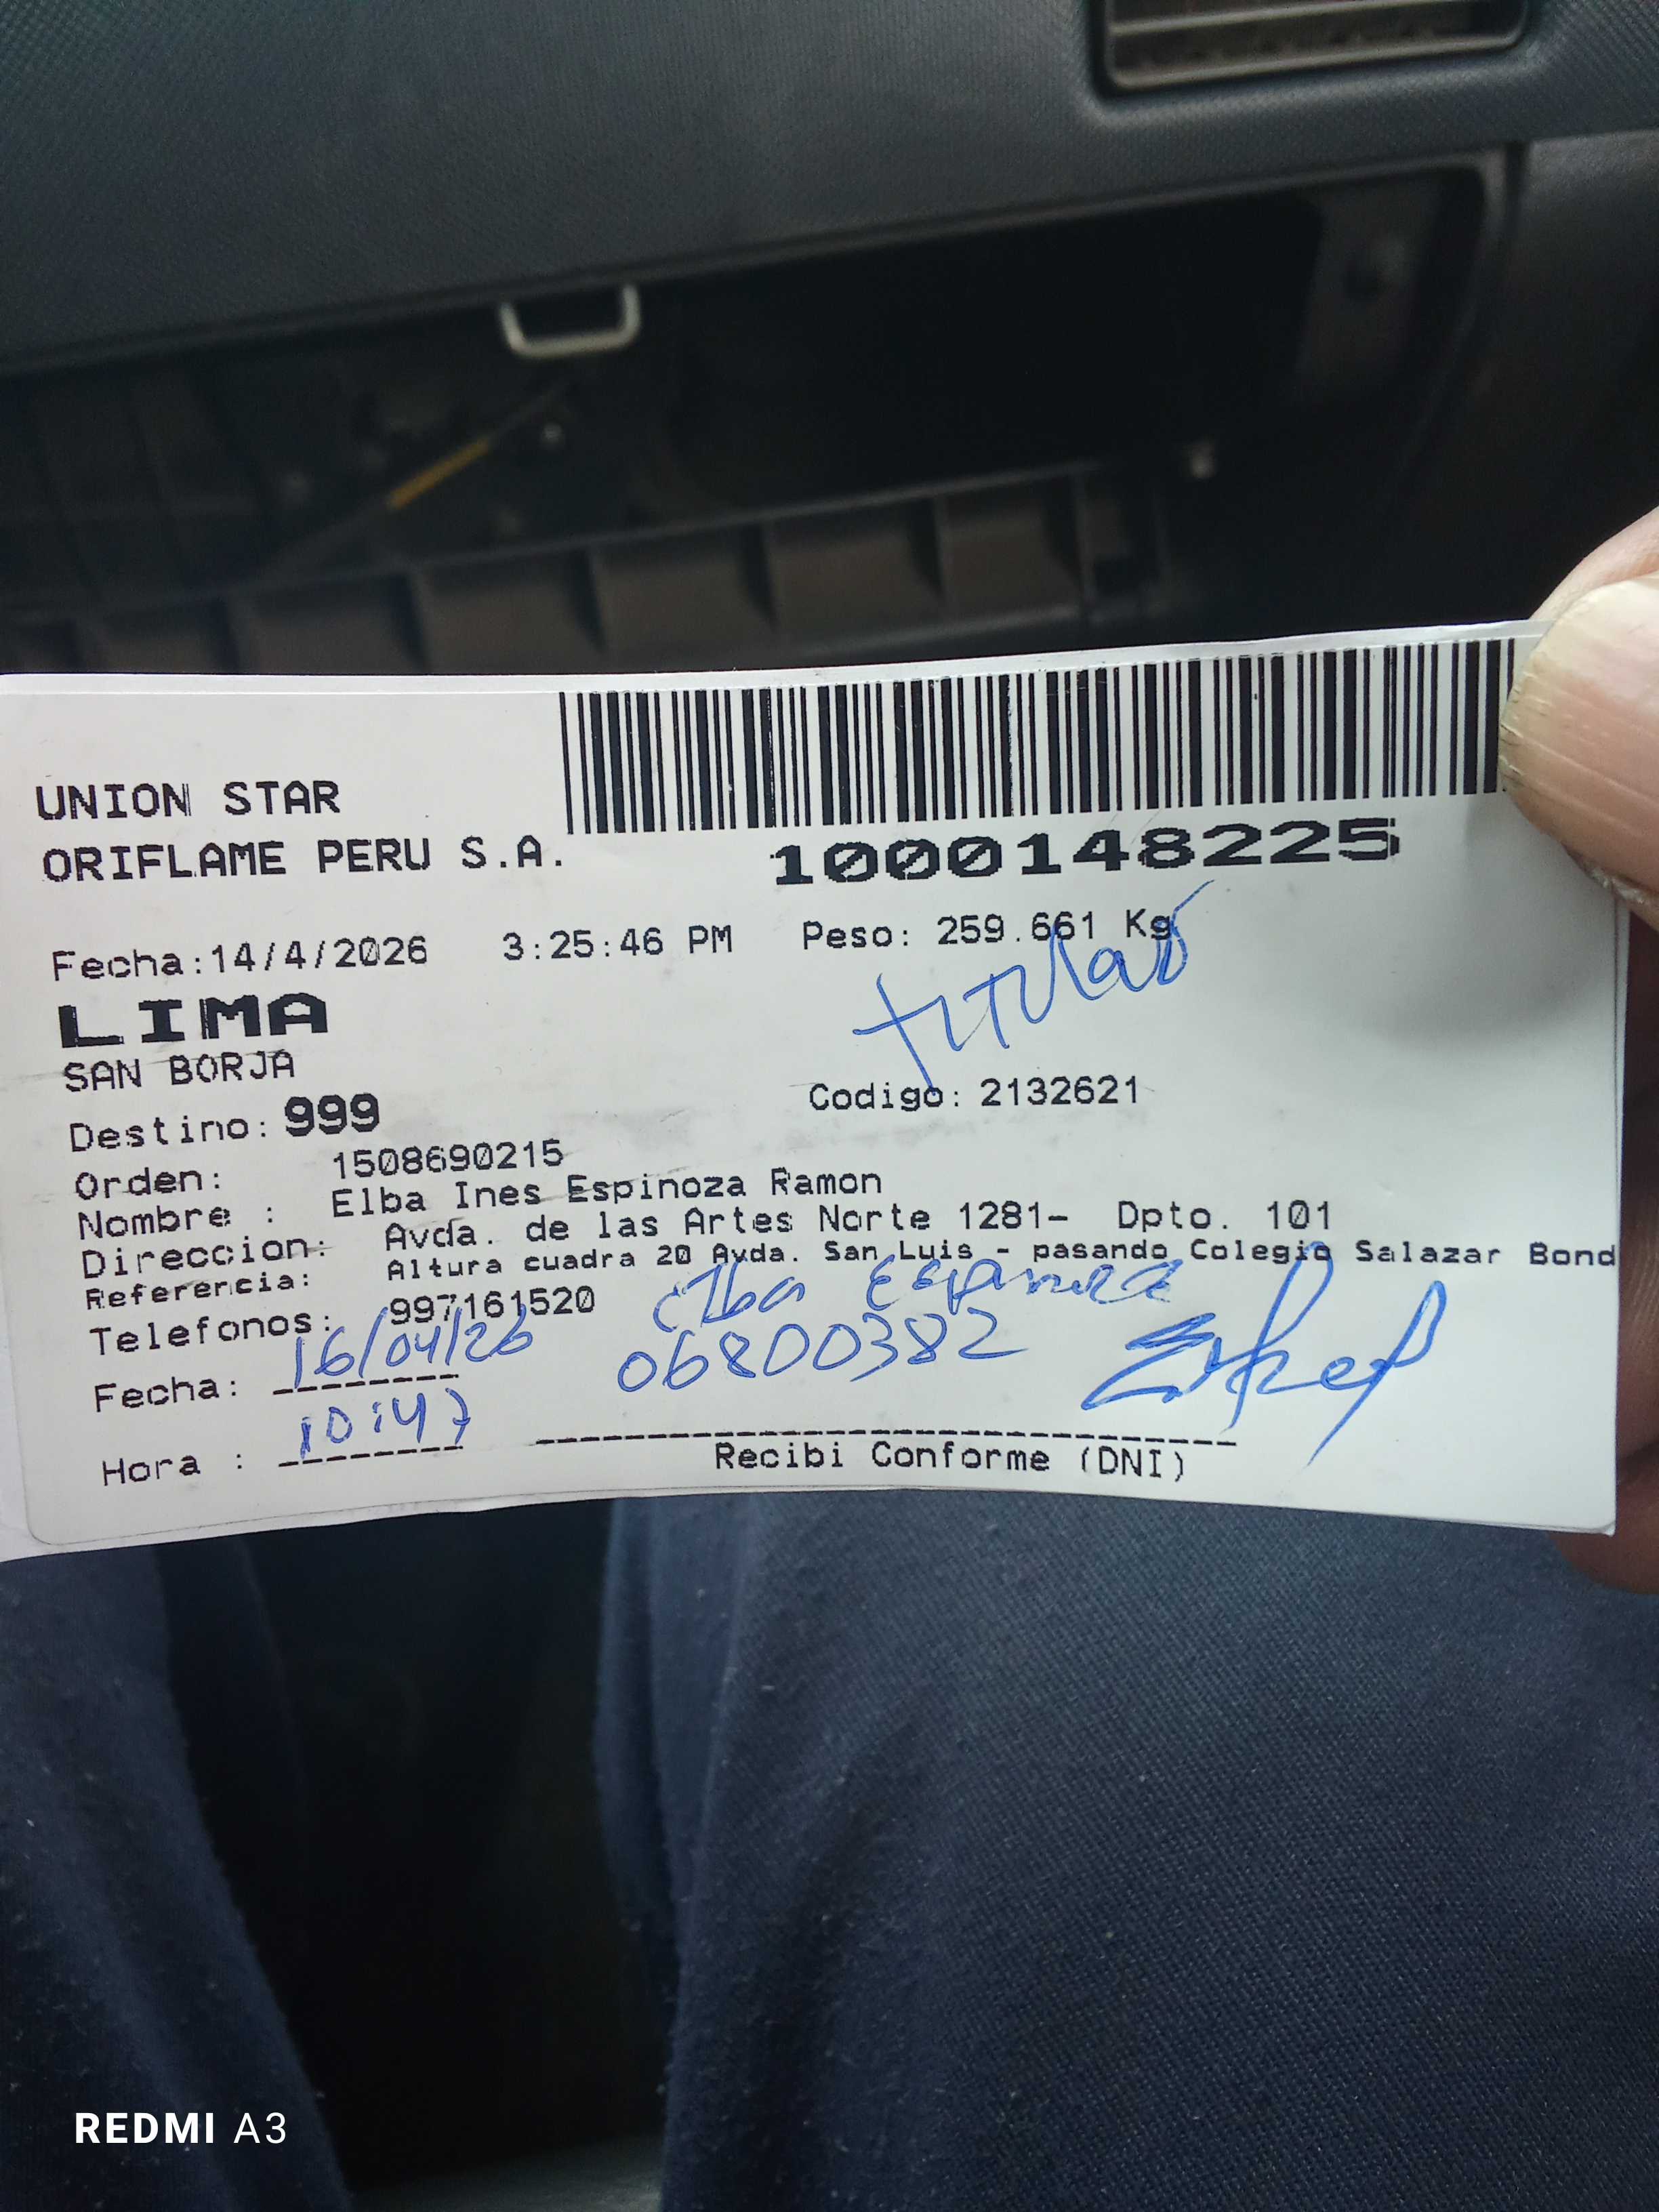 UNION STAR
ORIFLAME PERU S.A.
1000148225
Fecha:14/4/2026 3:25:46 PM Peso: 259.661 Kg
LIMA
titular
SAN BORJA
Destino: 999 Codigo: 2132621
Orden: 1508690215
Nombre : Elba Ines Espinoza Ramon
Direccion: Avda. de las Artes Norte 1281- Dpto. 101
Referencia: Altura cuadra 20 Avda. San Luis - pasando Colegio Salazar Bond
Telefonos: 997161520
Elba Espinoza
Fecha: 16/04/26 06800382
Hora : 10:47
Recibi Conforme (DNI)
REDMI A3